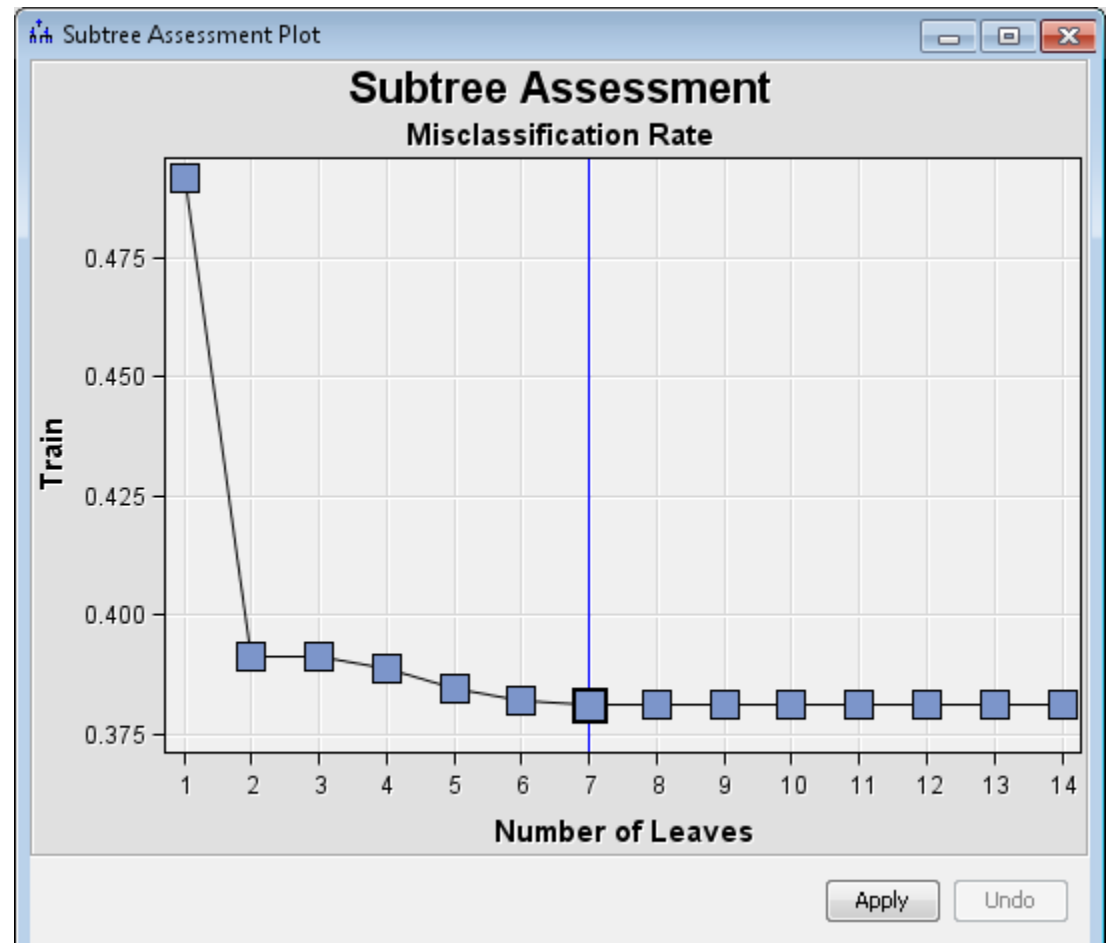 Subtree Assessment Plot
Subtree Assessment
Misclassification Rate
Train
0.475
0.450
0.425
0.400
0.375
1 2 3 4 5 6 7 8 9 10 11 12 13 14
Number of Leaves
Apply Undo